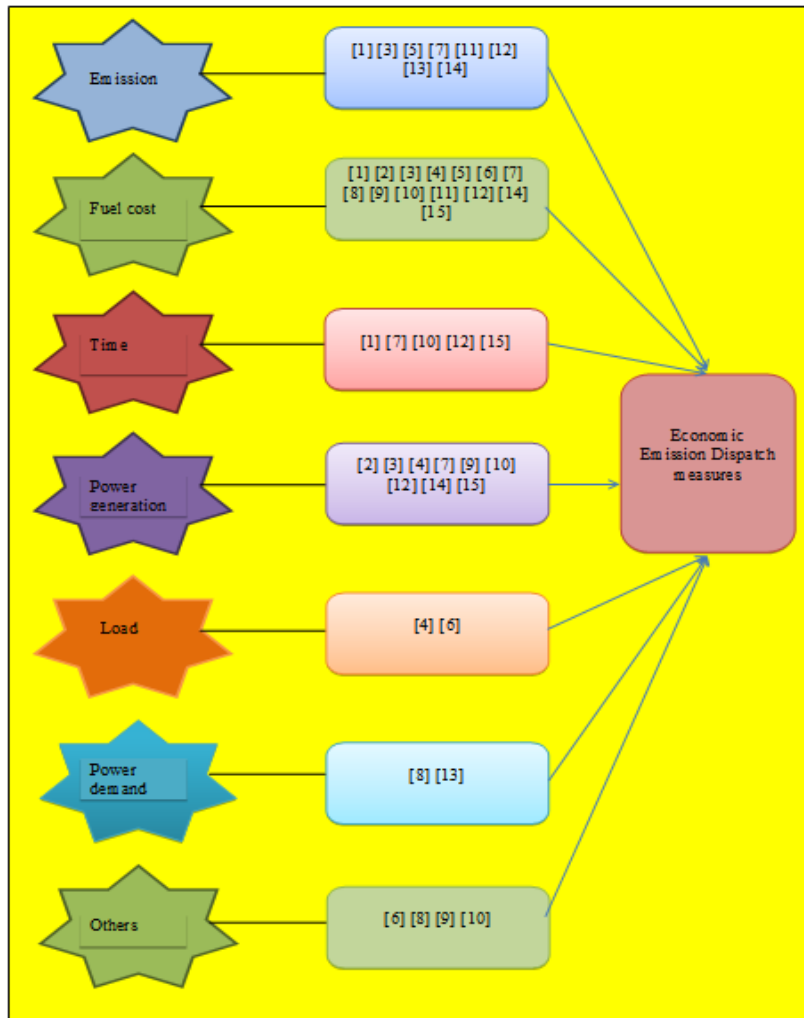 Emission
[1] [3] [5] [7] [11] [12]
[13] [14]
Fuel cost
[1] [2] [3] [4] [5] [6] [7]
[8] [9] [10] [11] [12] [14]
[15]
Time
[1] [7] [10] [12] [15]
Economic
Emission Dispatch
measures
Power
generation
[2] [3] [4] [7] [9] [10]
[12] [14] [15]
Load
[4] [6]
Power
demand
[8] [13]
Others
[6] [8] [9] [10]